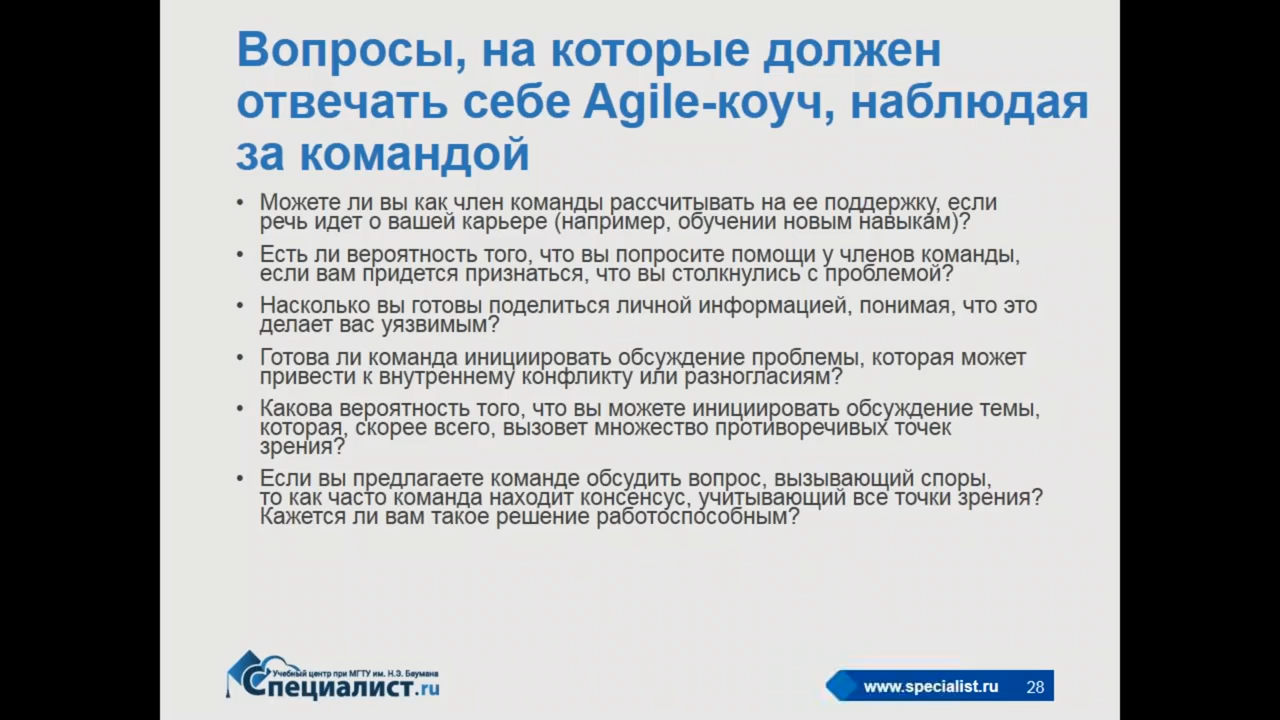 Вопросы, на которые должен
отвечать себе Agile-коуч, наблюдая
за командой
• Можете ли вы как член команды рассчитывать на ее поддержку, если
речь идет о вашей карьере (например, обучении новым навыкам)?
• Есть ли вероятность того, что вы попросите помощи у членов команды,
если вам придется признаться, что вы столкнулись с проблемой?
• Насколько вы готовы поделиться личной информацией, понимая, что это
делает вас уязвимым?
• Готова ли команда инициировать обсуждение проблемы, которая может
привести к внутреннему конфликту или разногласиям?
• Какова вероятность того, что вы можете инициировать обсуждение темы,
которая, скорее всего, вызовет множество противоречивых точек
зрения?
• Если вы предлагаете команде обсудить вопрос, вызывающий споры,
то как часто команда находит консенсус, учитывающий все точки зрения?
Кажется ли вам такое решение работоспособным?
Учебный центр при МГТУ им. Н.Э. Баумана
Специалист.ru
www.specialist.ru 28